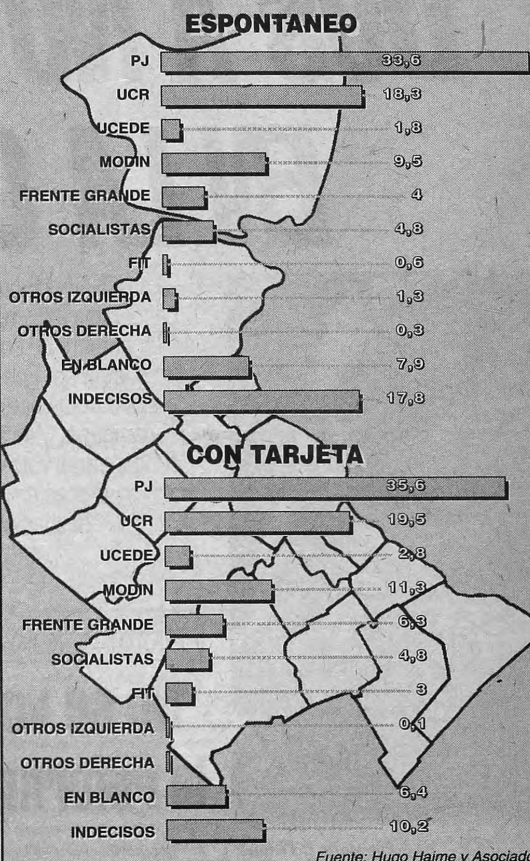 ESPONTANEO
PJ 33,6
UCR 18,3
UCEDE 1,8
MODIN 9,5
FRENTE GRANDE 4
SOCIALISTAS 4,8
FIT 0,6
OTROS IZQUIERDA 1,3
OTROS DERECHA 0,3
EN BLANCO 7,9
INDECISOS 17,8
CON TARJETA
PJ 35,6
UCR 19,5
UCEDE 2,8
MODIN 11,3
FRENTE GRANDE 6,3
SOCIALISTAS 4,8
FIT 3
OTROS IZQUIERDA 0,1
OTROS DERECHA
EN BLANCO 6,4
INDECISOS 10,2
Fuente: Hugo Haime y Asociad